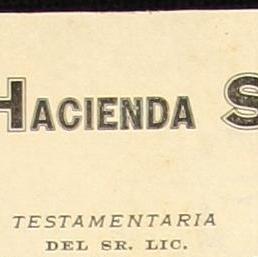 HACIENDA S
TESTAMENTARIA
DEL SR. LIC.